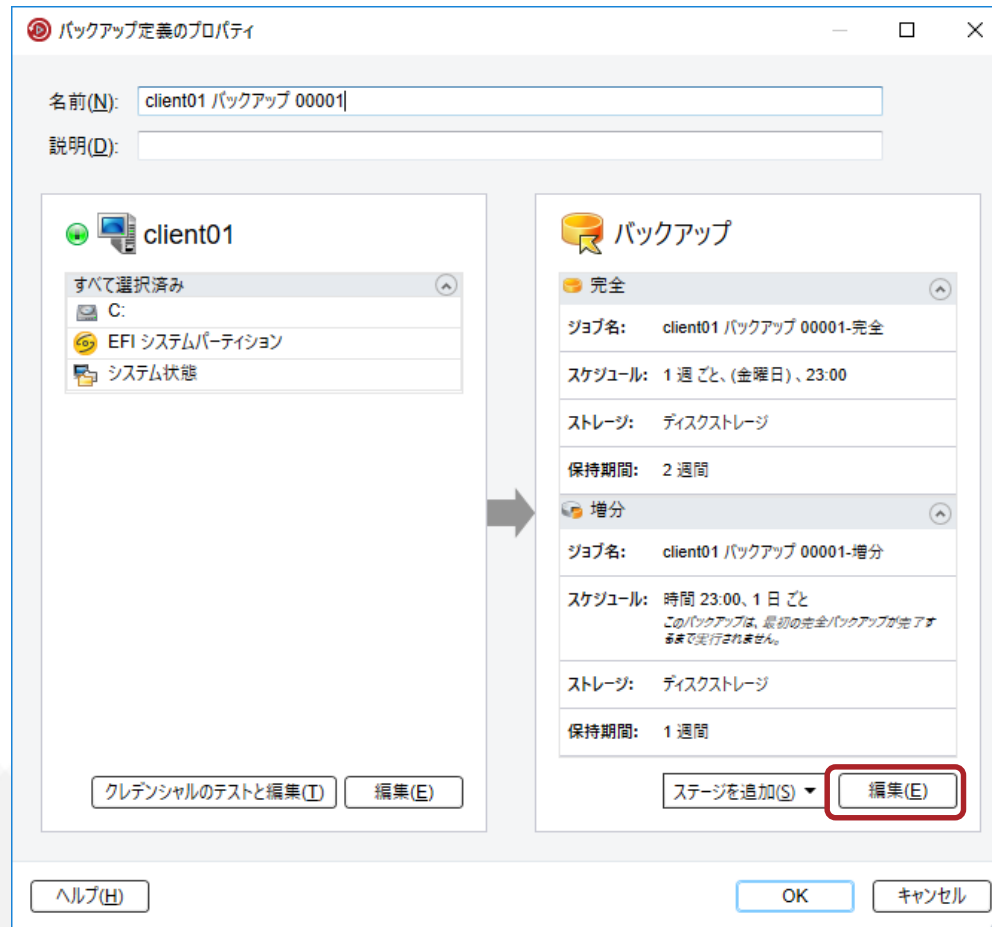 バックアップ定義のプロパティ
名前(N): client01 バックアップ 00001
説明(D):
client01
すべて選択済み
C:
EFI システムパーティション
システム状態
クレデンシャルのテストと編集(T) 編集(E)
バックアップ
完全
ジョブ名: client01 バックアップ 00001-完全
スケジュール: 1 週 ごと、(金曜日) 、23:00
ストレージ: ディスクストレージ
保持期間: 2 週間
増分
ジョブ名: client01 バックアップ 00001-増分
スケジュール: 時間 23:00、1 日 ごと
このバックアップは、最初の完全バックアップが完了す
るまで実行されません。
ストレージ: ディスクストレージ
保持期間: 1 週間
ステージを追加(S) 編集(E)
ヘルプ(H) OK キャンセル